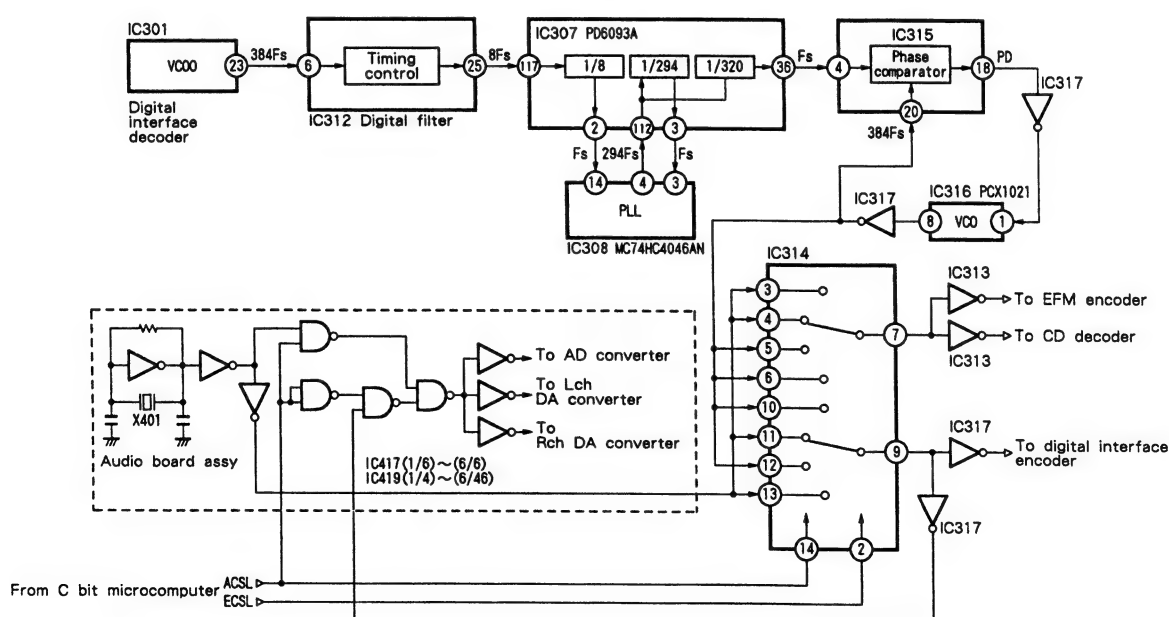 IC301
VCOO
23
384Fs
Digital
interface
decoder
6
Timing
control
25
8Fs
IC312 Digital filter
IC307 PD6093A
117
1/8
1/294
1/320
36
Fs
2
112
3
Fs
294Fs
Fs
14
4
3
PLL
IC308 MC74HC4046AN
IC315
4
Phase
comparator
18
PD
20
384Fs
IC317
IC317
IC316 PCX1021
8
VCO
1
IC314
3
4
5
6
10
11
12
13
7
9
14
2
IC313
To EFM encoder
To CD decoder
IC313
IC317
To digital interface
encoder
IC317
X401
Audio board assy
To AD converter
To Lch
DA converter
To
Rch DA converter
IC417(1/6)~(6/6)
IC419(1/4)~(6/46)
From C bit microcomputer
ACSL
ECSL